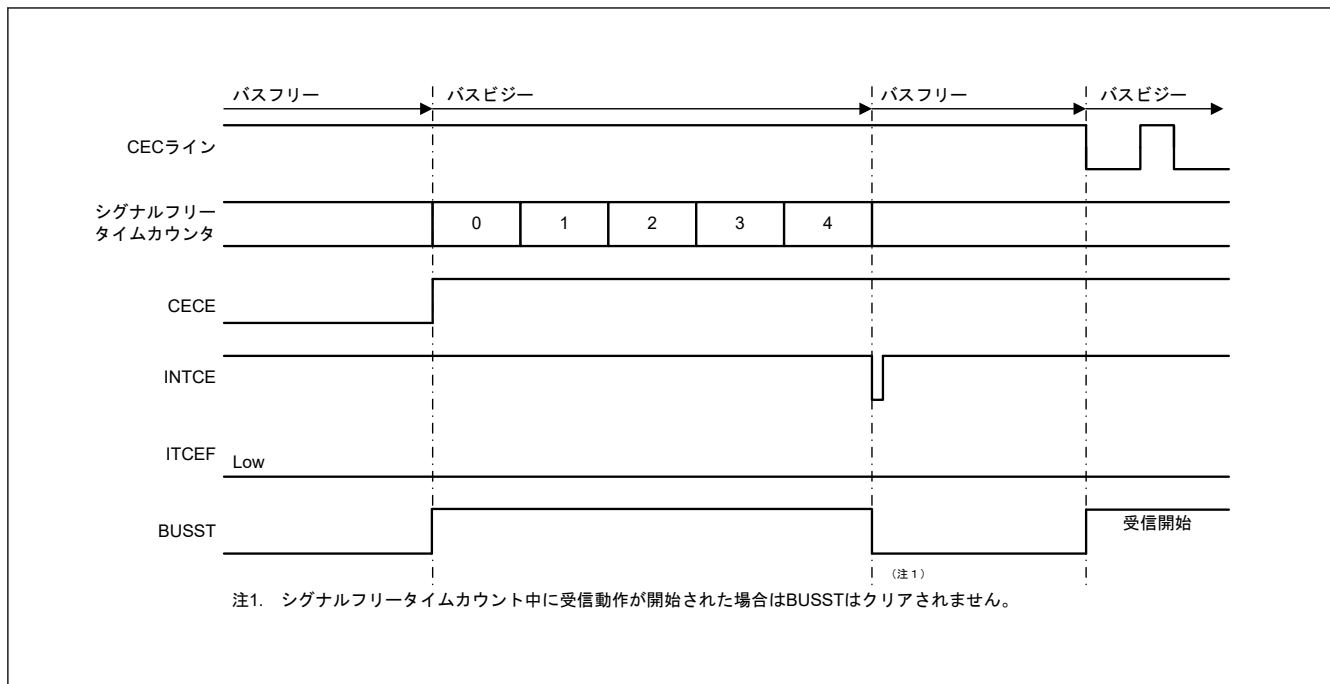 バスフリー
バスビジー
バスフリー
バスビジー
CECライン
シグナルフリー
タイムカウンタ
0
1
2
3
4
CECE
INTCE
ITCEF
Low
BUSST
受信開始
（注１）
注1. シグナルフリータイムカウント中に受信動作が開始された場合はBUSSTはクリアされません。